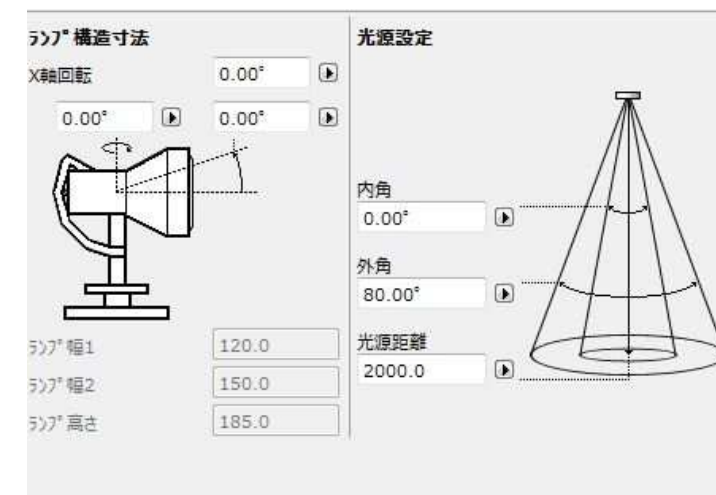 ﾗﾝﾌﾟ構造寸法
X軸回転
0.00°
0.00°
0.00°
ﾗﾝﾌﾟ幅1
120.0
ﾗﾝﾌﾟ幅2
150.0
ﾗﾝﾌﾟ高さ
185.0
光源設定
内角
0.00°
外角
80.00°
光源距離
2000.0